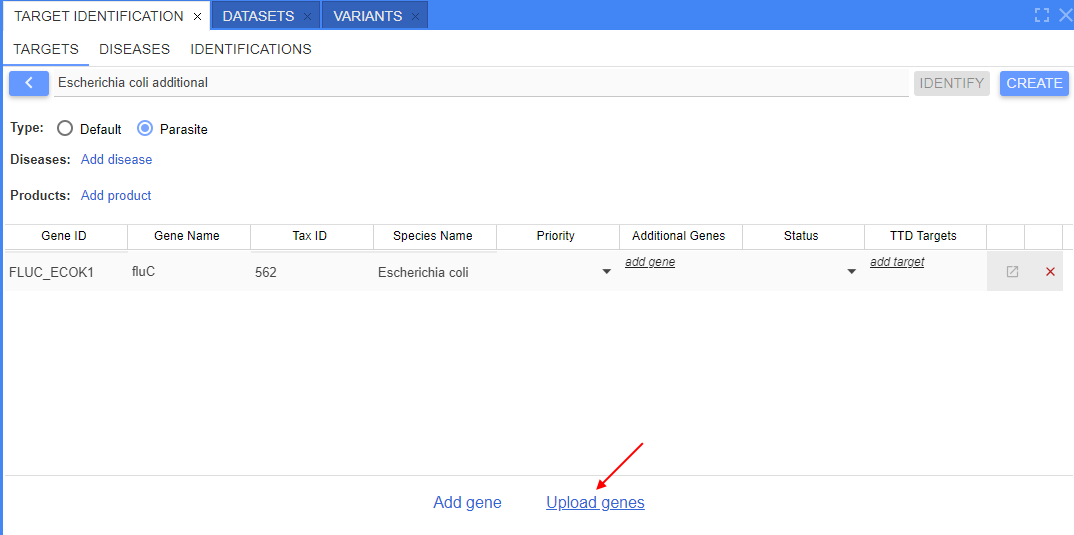 TARGET IDENTIFICATION × DATASETS × VARIANTS ×
TARGETS DISEASES IDENTIFICATIONS
Escherichia coli additional IDENTIFY CREATE
Type: Default Parasite
Diseases: Add disease
Products: Add product
Gene ID Gene Name Tax ID Species Name Priority Additional Genes Status TTD Targets
FLUC_ECOK1 fluC 562 Escherichia coli add gene add target
Add gene Upload genes